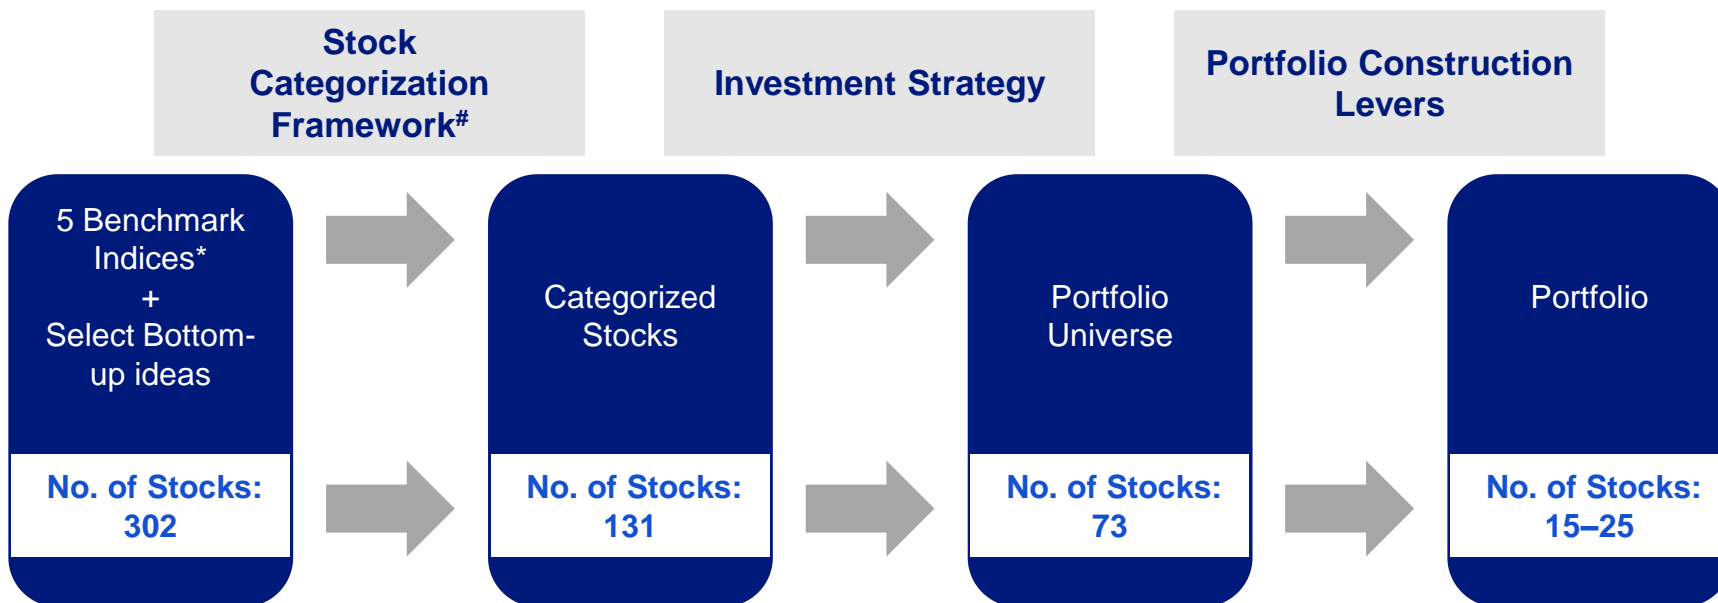 Stock
Categorization
Framework#
Investment Strategy
Portfolio Construction
Levers
5 Benchmark
Indices*
+
Select Bottom-
up ideas
Categorized
Stocks
Portfolio
Universe
Portfolio
No. of Stocks:
302
No. of Stocks:
131
No. of Stocks:
73
No. of Stocks:
15–25